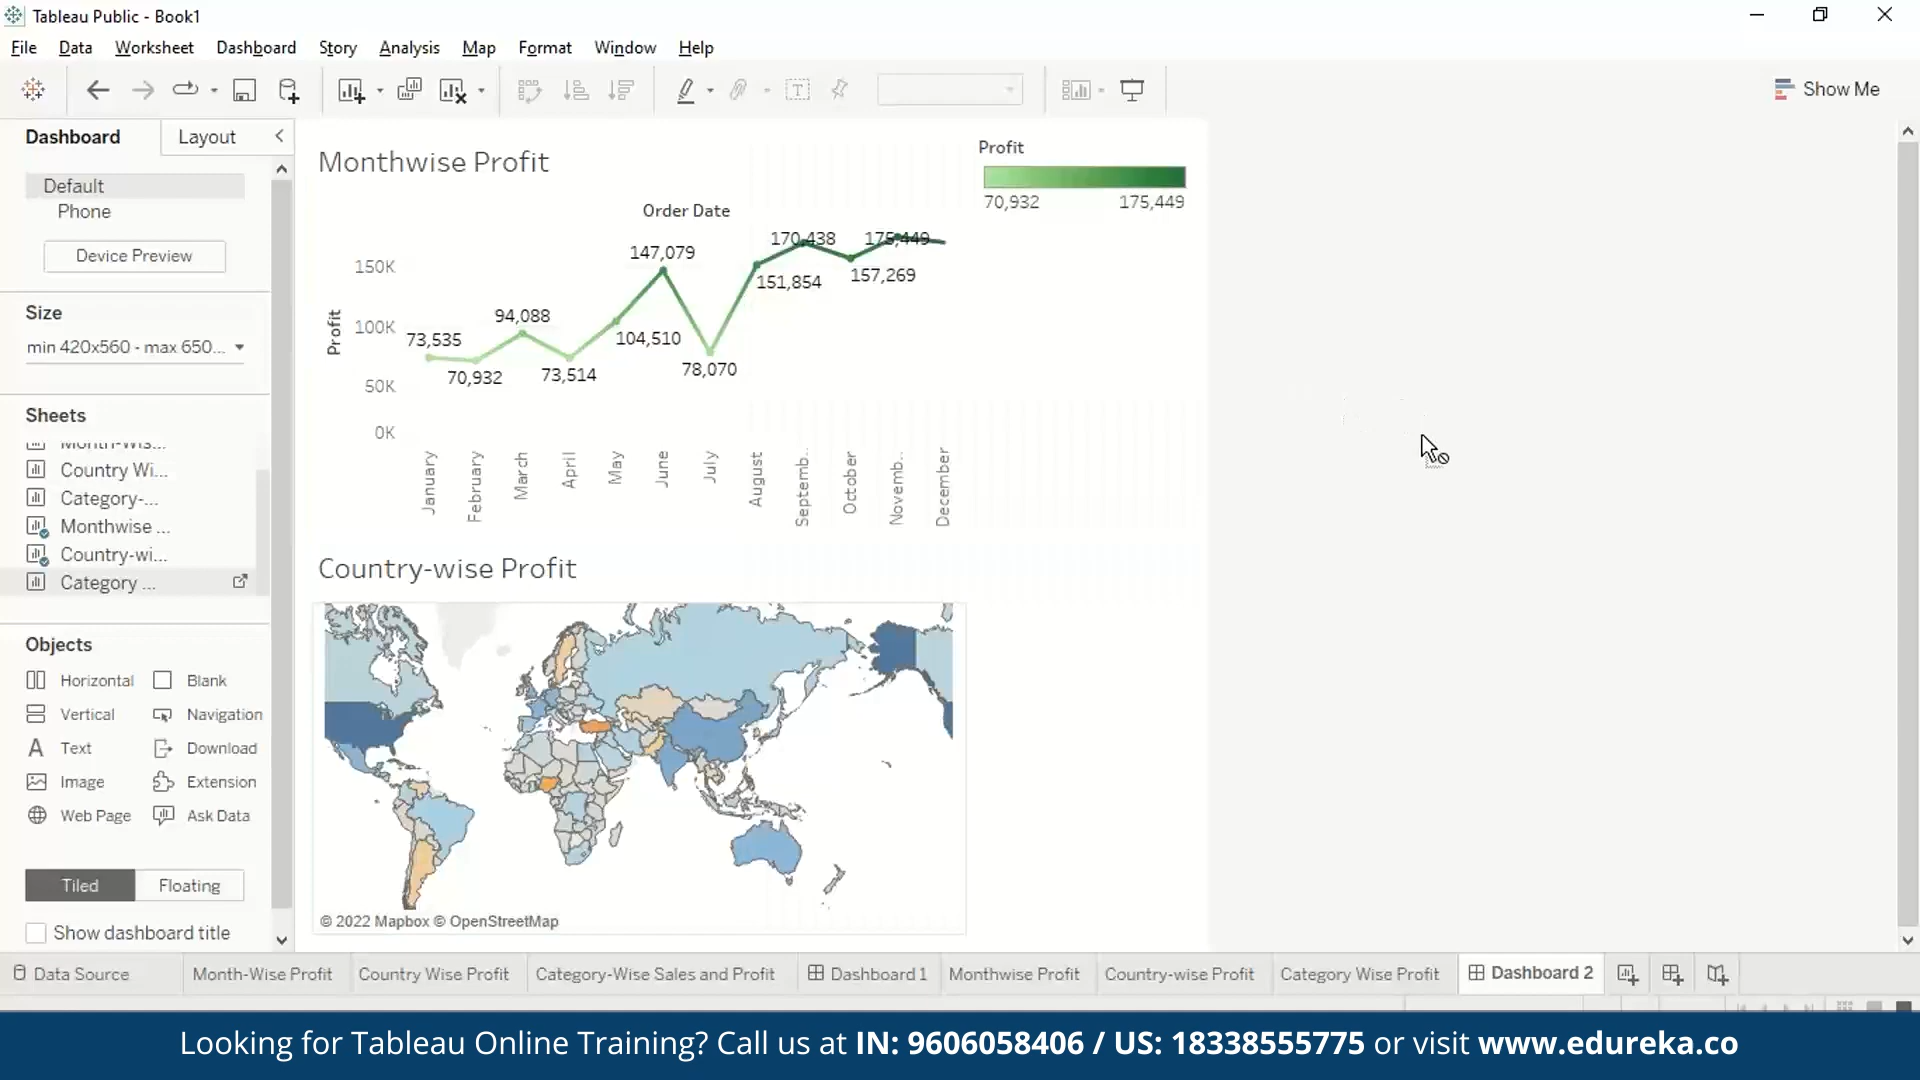 Tableau Public - Book1
File Data Worksheet Dashboard Story Analysis Map Format Window Help
Show Me
Dashboard Layout
Default
Phone
Device Preview
Size
min 420x560 - max 650...
Sheets
Month-Wis...
Country Wi...
Category-...
Monthwise ...
Country-wi...
Category ...
Objects
Horizontal Blank
Vertical Navigation
Text Download
Image Extension
Web Page Ask Data
Tiled Floating
Show dashboard title
Monthwise Profit
Order Date
Profit
150K
100K
50K
0K
73,535
70,932
94,088
73,514
104,510
147,079
78,070
151,854
170,438
157,269
175,449
January
February
March
April
May
June
July
August
Septemb..
October
Novemb..
December
Profit
70,932 175,449
Country-wise Profit
© 2022 Mapbox © OpenStreetMap
Data Source Month-Wise Profit Country Wise Profit Category-Wise Sales and Profit Dashboard 1 Monthwise Profit Country-wise Profit Category Wise Profit Dashboard 2
Looking for Tableau Online Training? Call us at IN: 9606058406 / US: 18338555775 or visit www.edureka.co